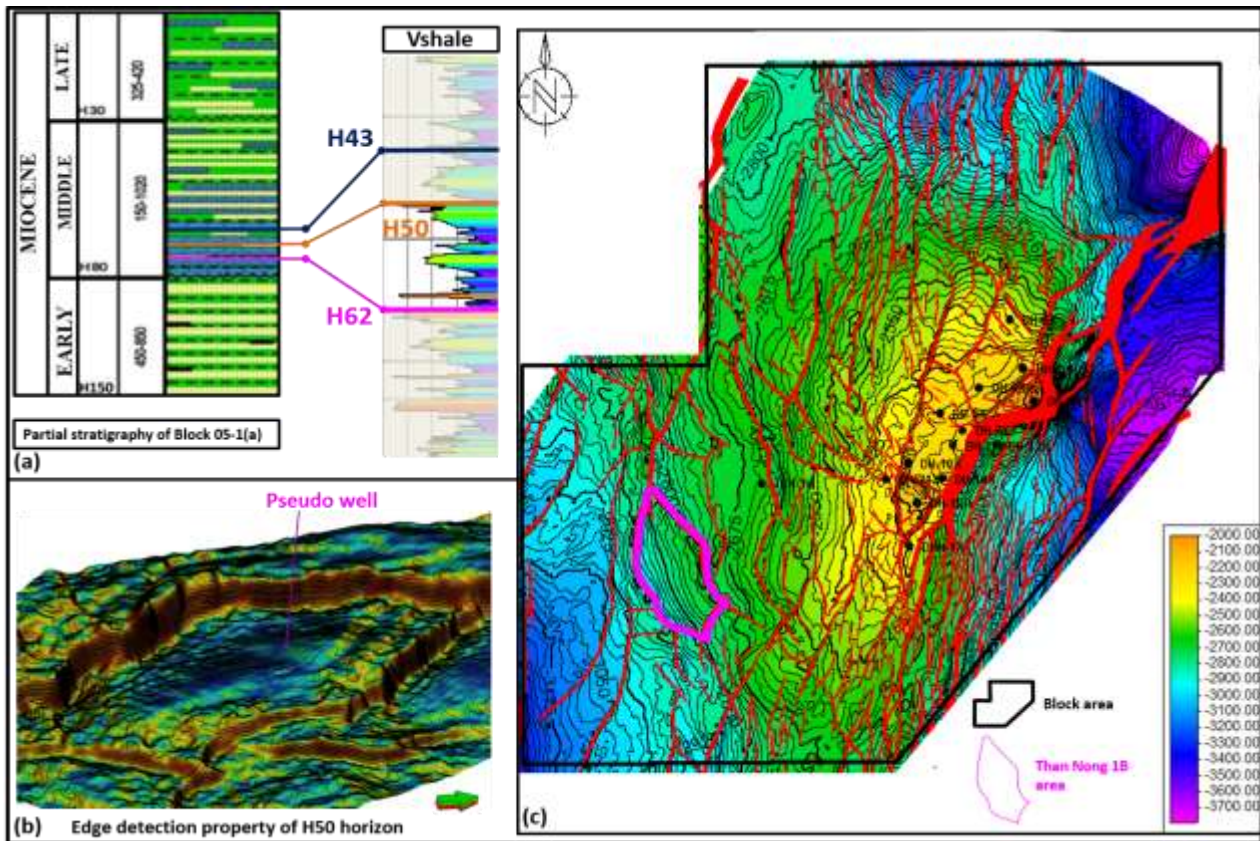 MIOCENE
LATE
MIDDLE
EARLY
H30
H80
H150
325-420
150-1020
450-800
Vshale
H43
H50
H62
Partial stratigraphy of Block 05-1(a)
(a)
Pseudo well
(b)
Edge detection property of H50 horizon
N
2800
2675
2675
Block area
Than Nong 1B
area
(c)
-2000.00
-2100.00
-2200.00
-2300.00
-2400.00
-2500.00
-2600.00
-2700.00
-2800.00
-2900.00
-3000.00
-3100.00
-3200.00
-3300.00
-3400.00
-3500.00
-3600.00
-3700.00